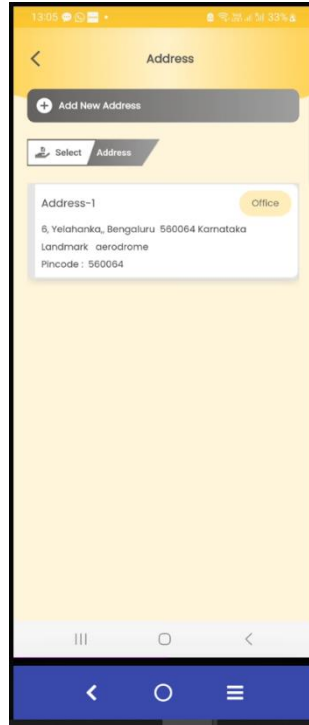 13:05
33%
Address
Add New Address
Select Address
Address-1
Office
6, Yelahanka,, Bengaluru 560064 Karnataka
Landmark aerodrome
Pincode : 560064